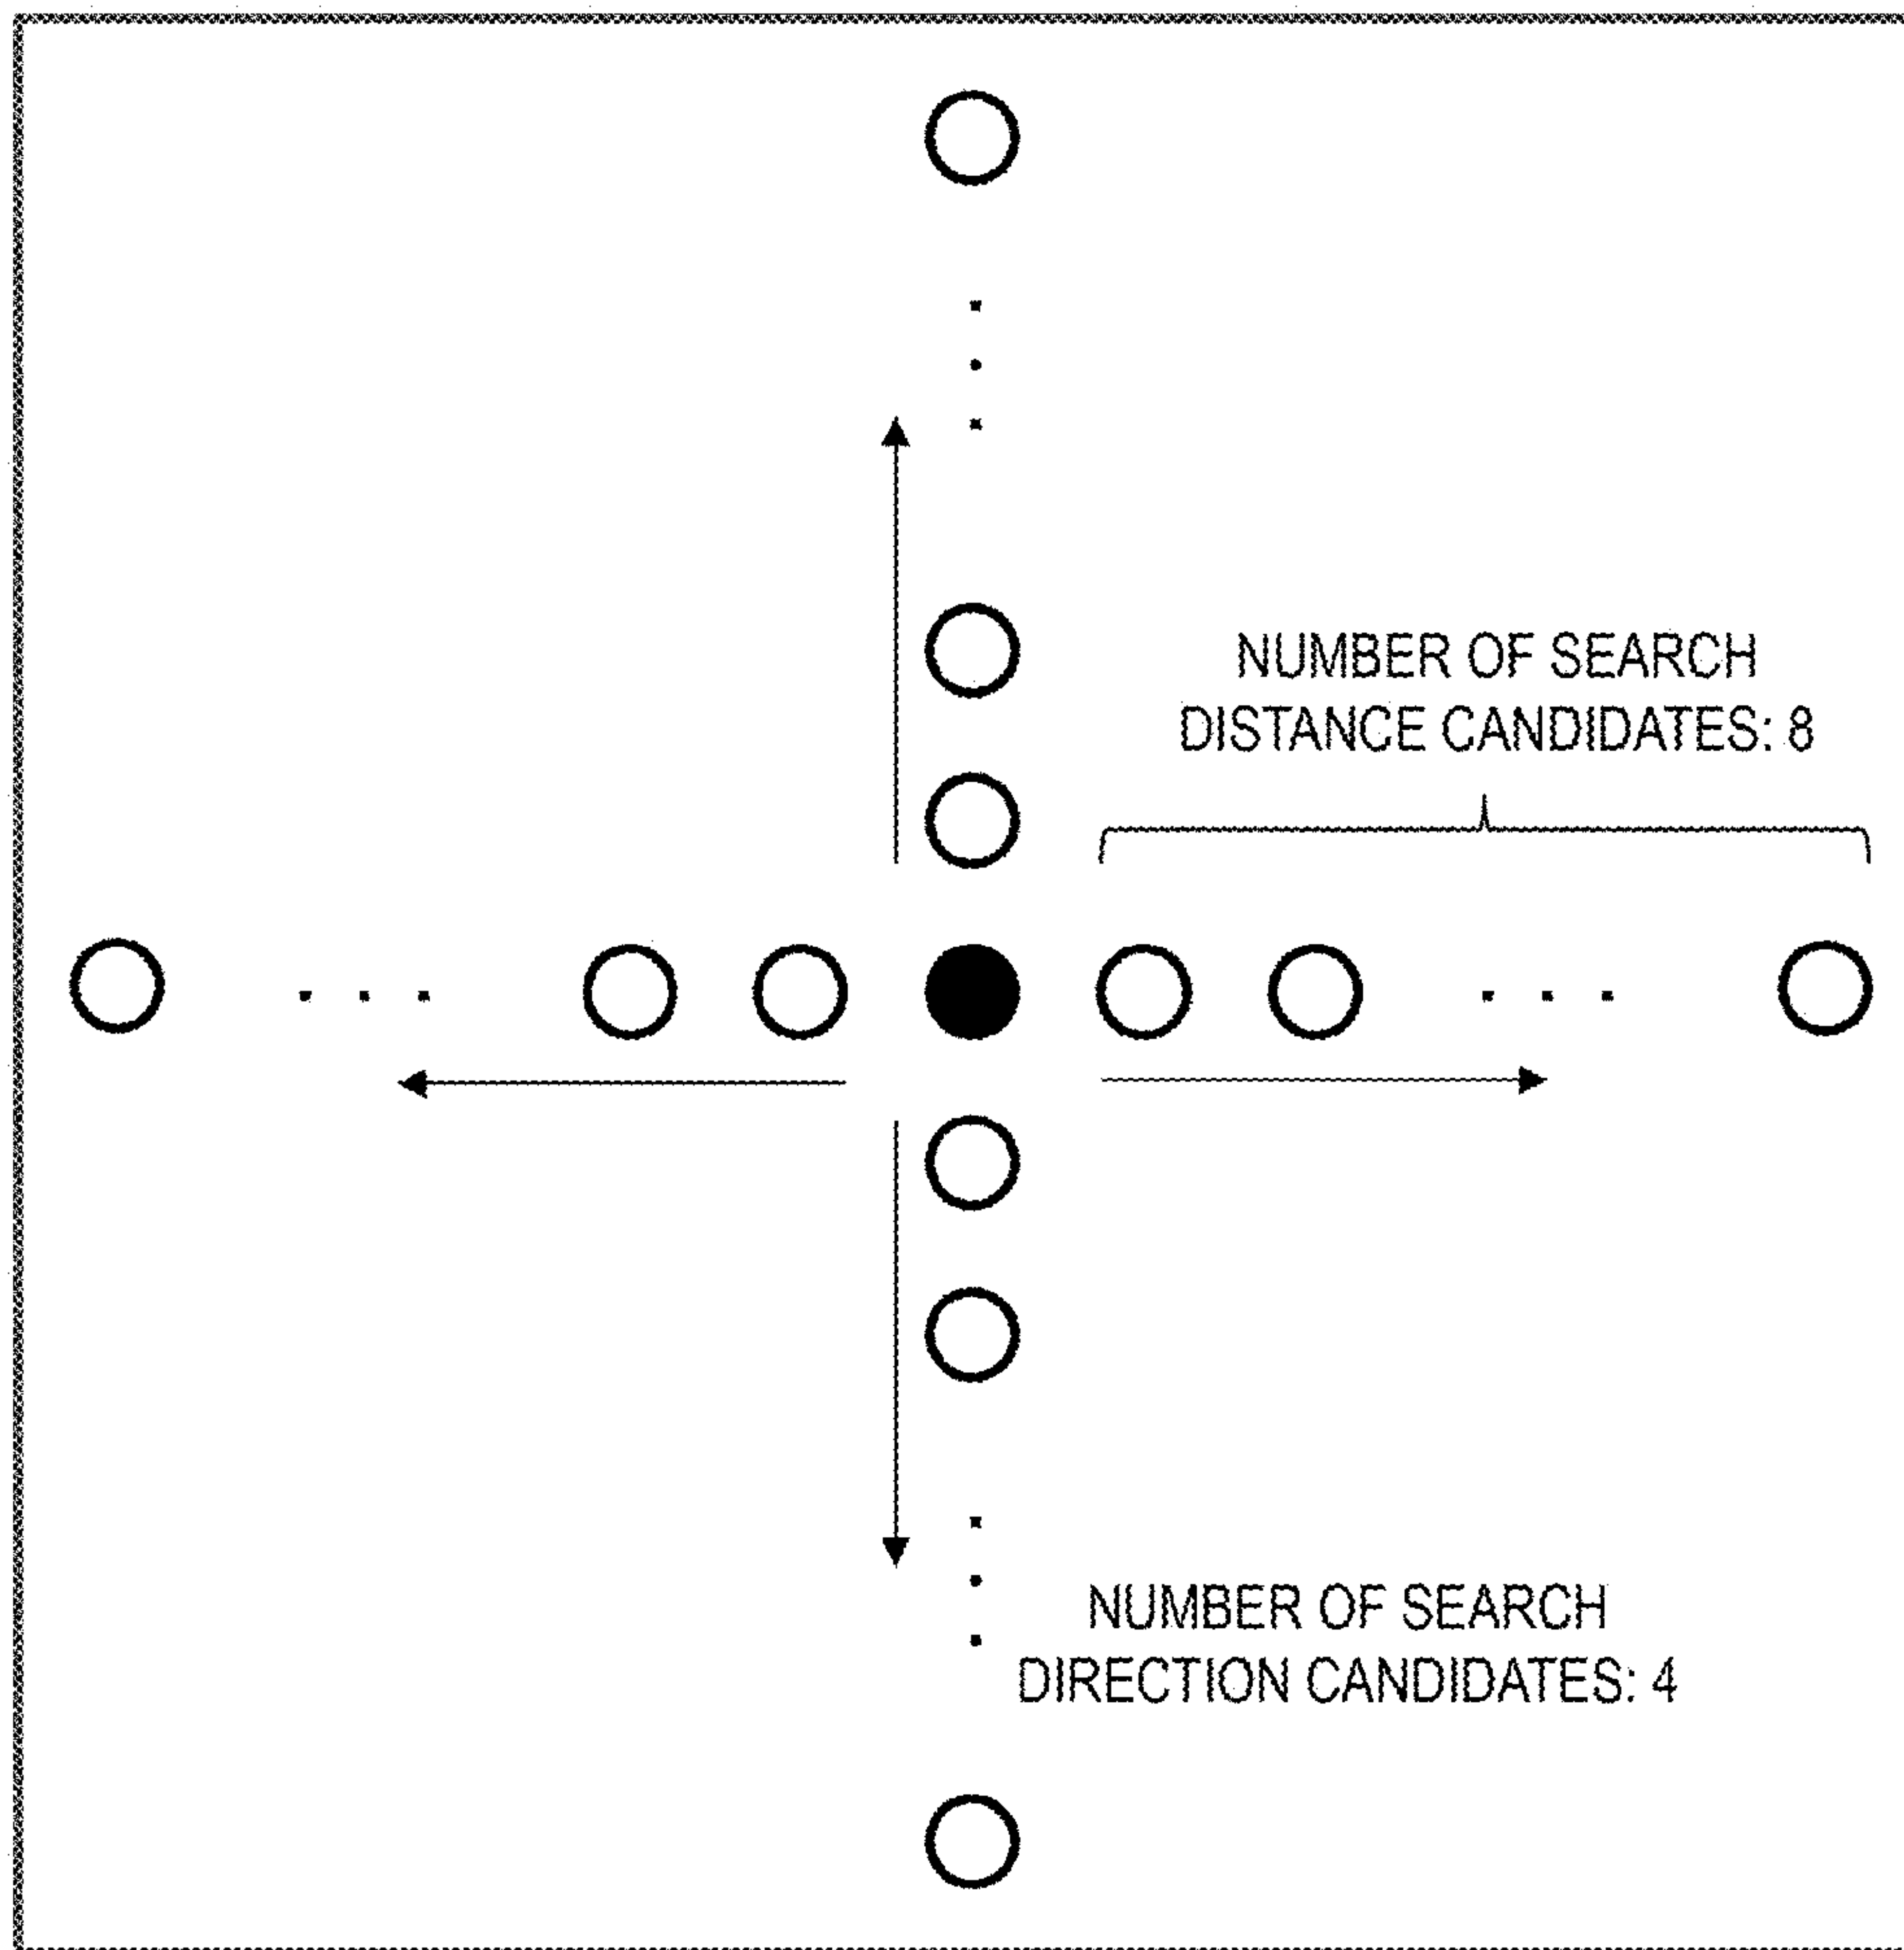 NUMBER OF SEARCH
DISTANCE CANDIDATES: 8
NUMBER OF SEARCH
DIRECTION CANDIDATES: 4